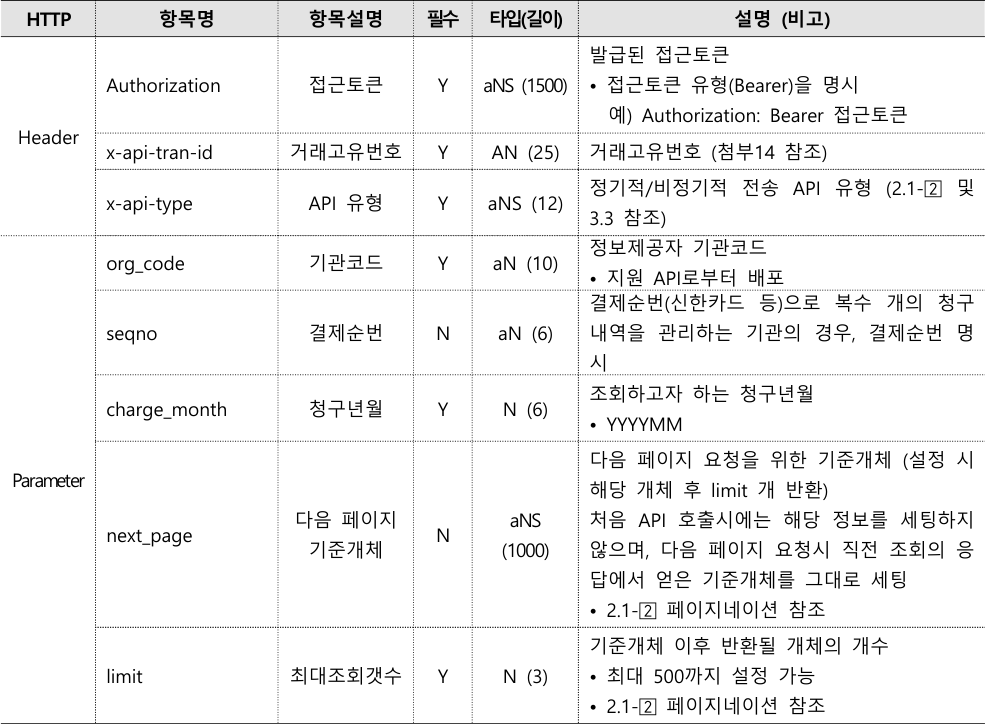 HTTP 항목명 항목설명 필수 타입(길이) 설명 (비고)
Header
Authorization 접근토큰 Y aNS (1500)
발급된 접근토큰
• 접근토큰 유형(Bearer)을 명시
예) Authorization: Bearer 접근토큰
x-api-tran-id 거래고유번호 Y AN (25) 거래고유번호 (첨부14 참조)
x-api-type API 유형 Y aNS (12)
정기적/비정기적 전송 API 유형 (2.1-2 및
3.3 참조)
Parameter
org_code 기관코드 Y aN (10)
정보제공자 기관코드
• 지원 API로부터 배포
seqno 결제순번 N aN (6)
결제순번(신한카드 등)으로 복수 개의 청구
내역을 관리하는 기관의 경우, 결제순번 명
시
charge_month 청구년월 Y N (6)
조회하고자 하는 청구년월
• YYYYMM
next_page
다음 페이지
기준개체
N
aNS
(1000)
다음 페이지 요청을 위한 기준개체 (설정 시
해당 개체 후 limit 개 반환)
처음 API 호출시에는 해당 정보를 세팅하지
않으며, 다음 페이지 요청시 직전 조회의 응
답에서 얻은 기준개체를 그대로 세팅
• 2.1-2 페이지네이션 참조
limit 최대조회갯수 Y N (3)
기준개체 이후 반환될 개체의 개수
• 최대 500까지 설정 가능
• 2.1-2 페이지네이션 참조